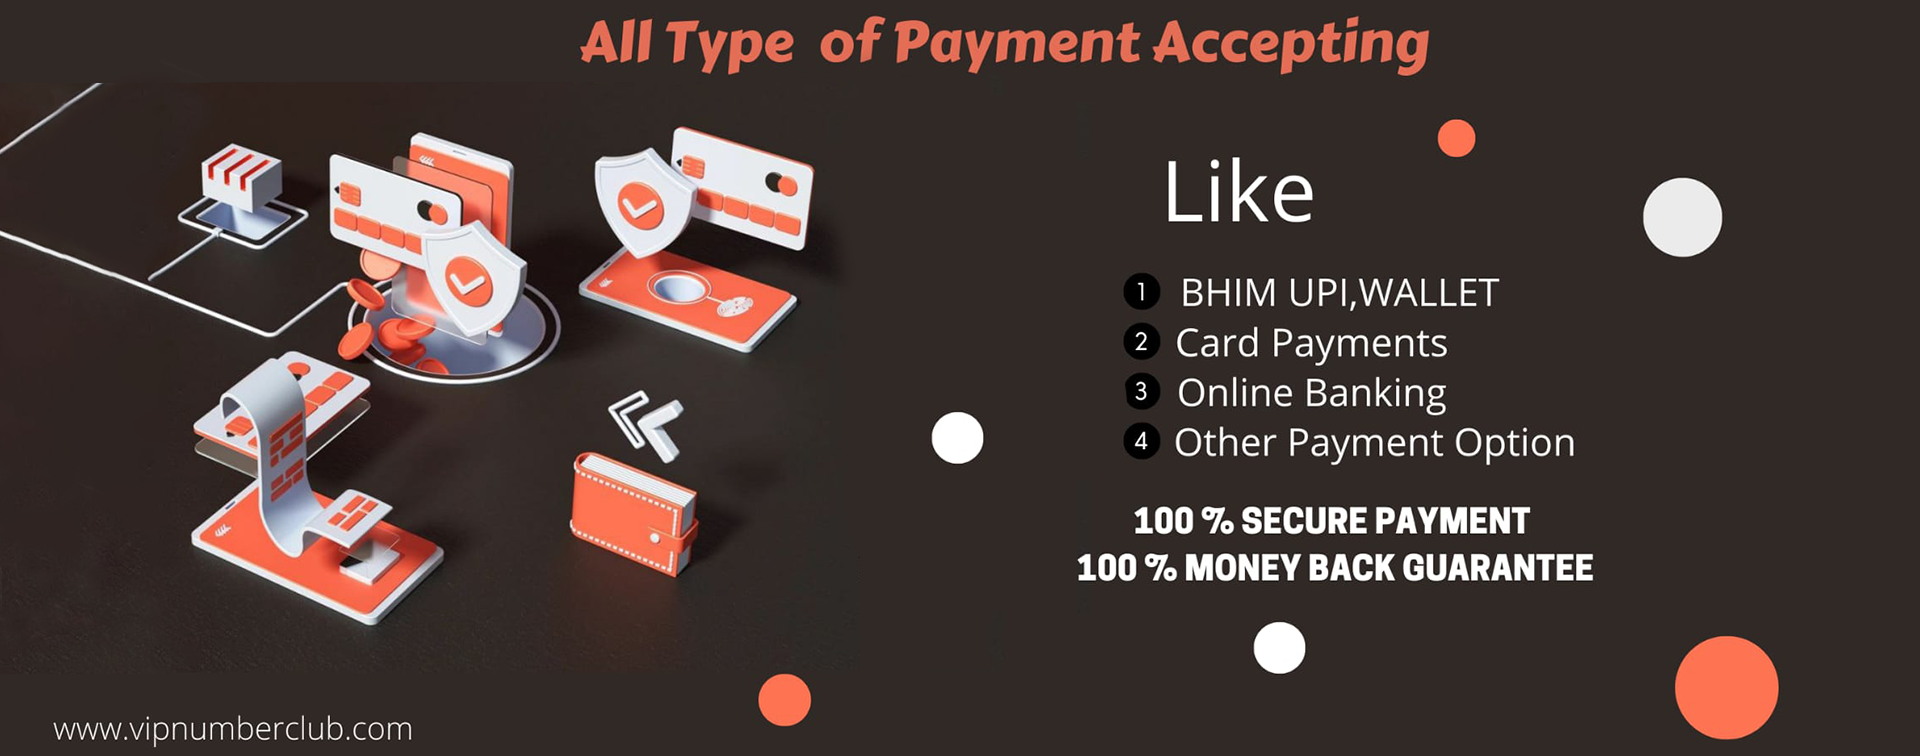 All Type of Payment Accepting
Like
1 BHIM UPI,WALLET
2 Card Payments
3 Online Banking
4 Other Payment Option
100 % SECURE PAYMENT
100 % MONEY BACK GUARANTEE
www.vipnumberclub.com